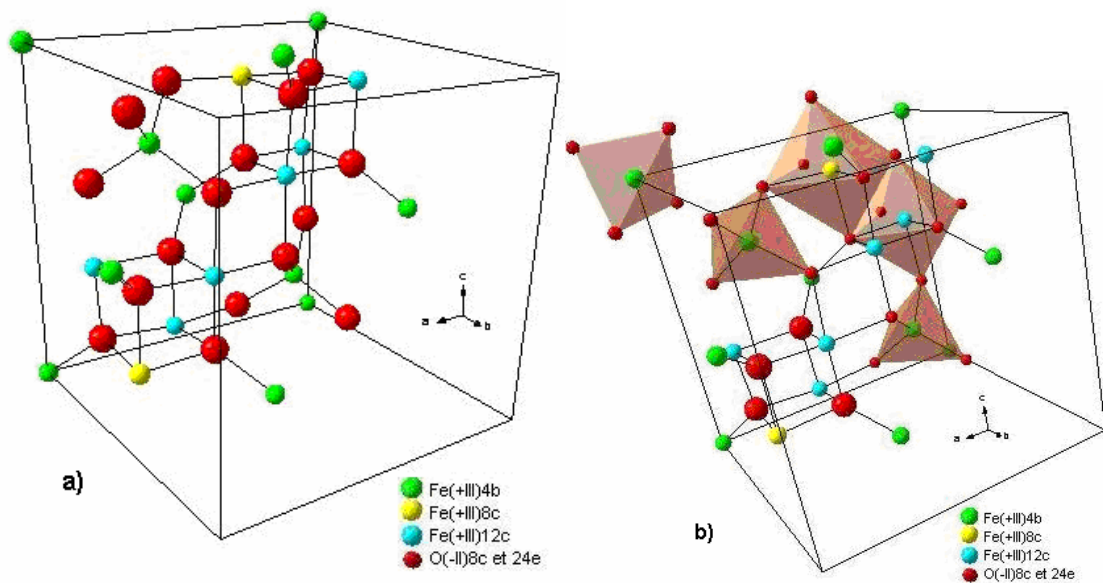 c
a
b
a)
Fe(+III)4b
Fe(+III)8c
Fe(+III)12c
O(-II)8c et 24e
c
a
b
b)
Fe(+III)4b
Fe(+III)8c
Fe(+III)12c
O(-II)8c et 24e